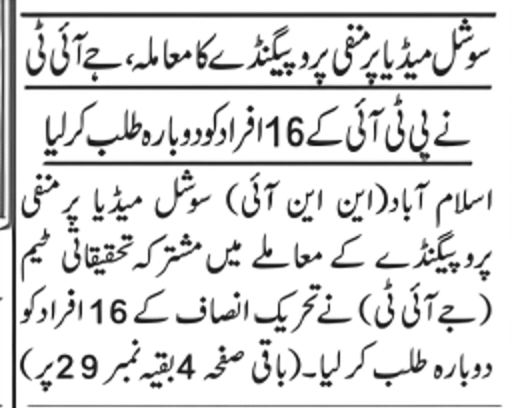 سوشل میڈیا پر منفی پروپیگنڈے کا معاملہ، جے آئی ٹی
نے پی ٹی آئی کے 16 افراد کو دوبارہ طلب کر لیا
اسلام آباد (این این آئی) سوشل میڈیا پر منفی
پروپیگنڈے کے معاملے میں مشترکہ تحقیقاتی ٹیم
(جے آئی ٹی) نے تحریک انصاف کے 16 افراد کو
دوبارہ طلب کر لیا۔ (باقی صفحہ 4 بقیہ نمبر 29 پر)